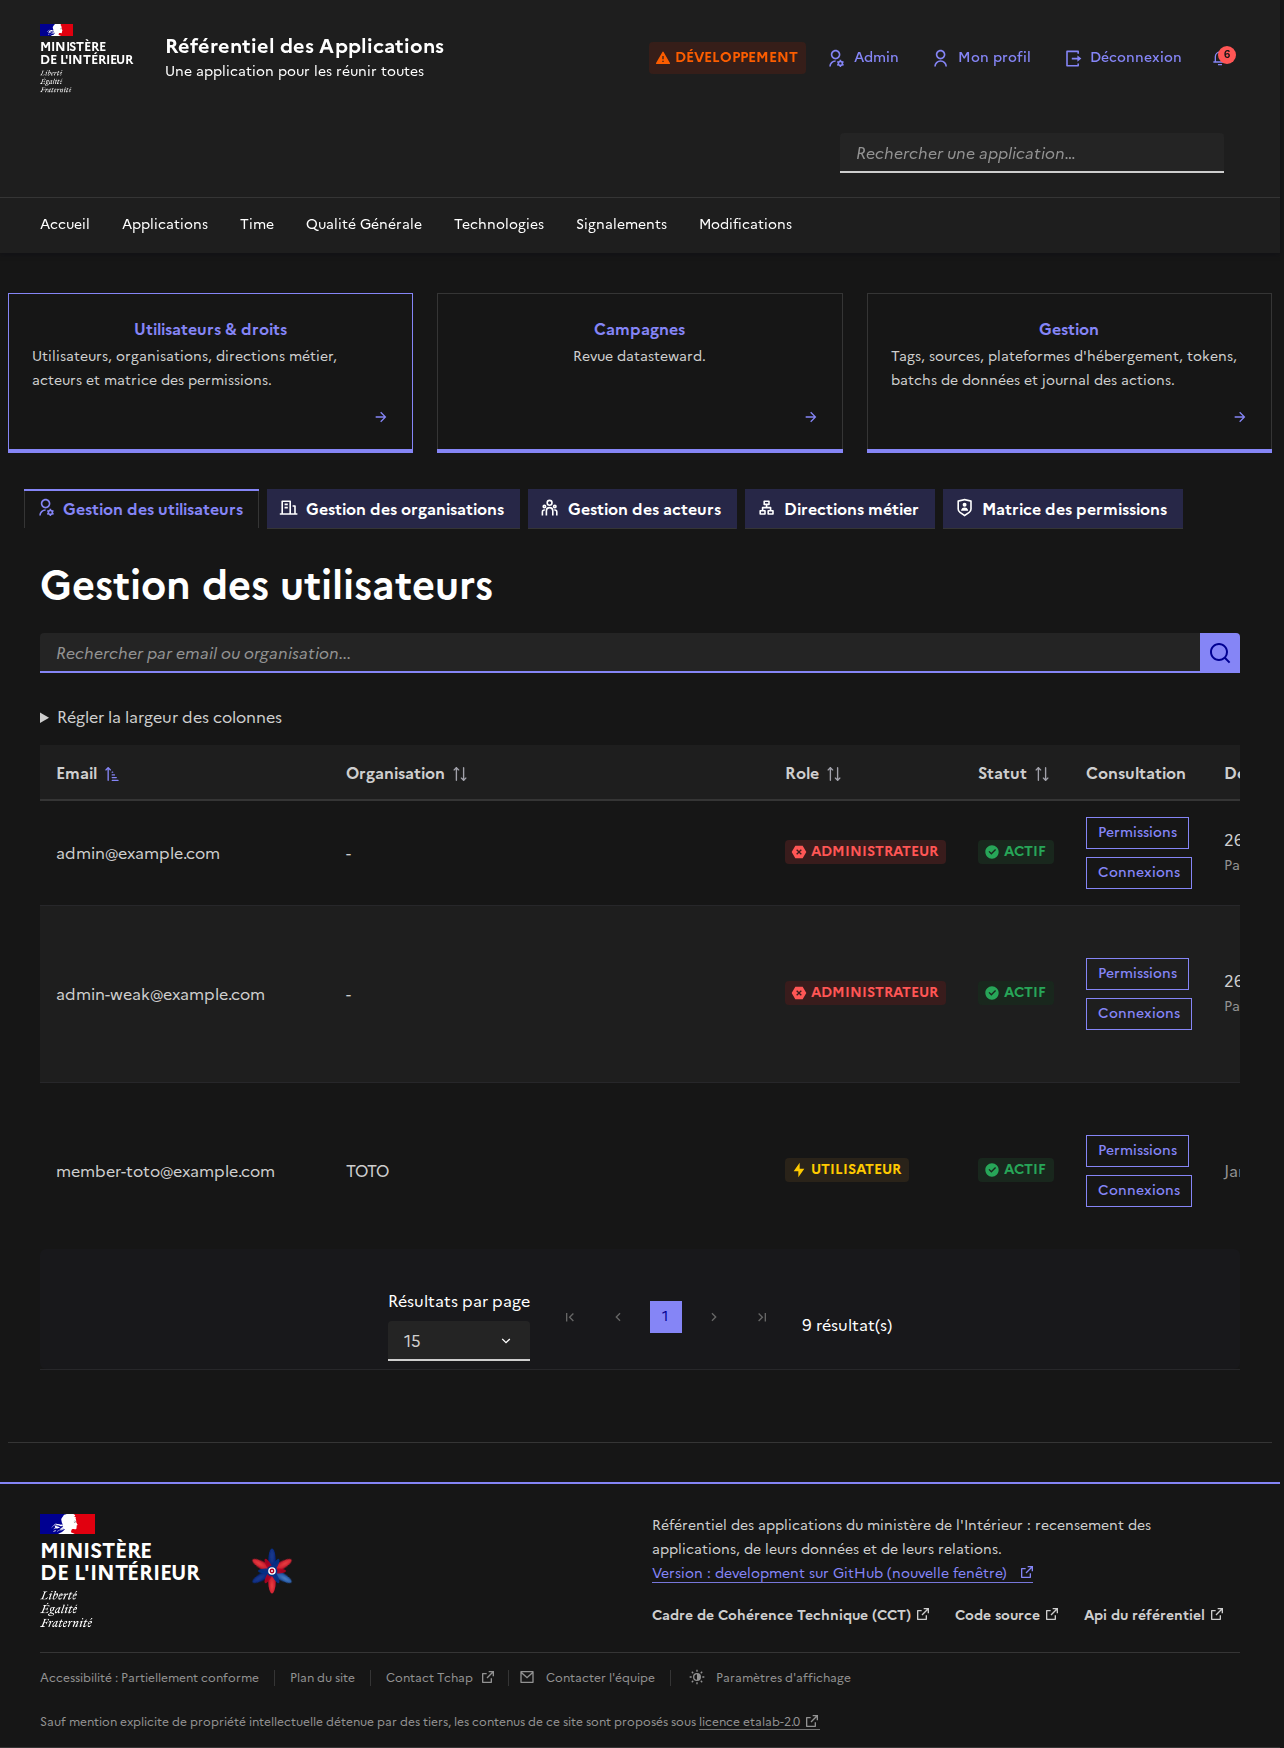 MINISTÈRE
DE L'INTÉRIEUR
Liberté
Égalité
Fraternité
Référentiel des Applications
Une application pour les réunir toutes
DÉVELOPPEMENT
Admin
Mon profil
Déconnexion
6
Rechercher une application...
Accueil
Applications
Time
Qualité Générale
Technologies
Signalements
Modifications
Utilisateurs & droits
Utilisateurs, organisations, directions métier,
acteurs et matrice des permissions.
Campagnes
Revue datasteward.
Gestion
Tags, sources, plateformes d'hébergement, tokens,
batchs de données et journal des actions.
Gestion des utilisateurs
Gestion des organisations
Gestion des acteurs
Directions métier
Matrice des permissions
Gestion des utilisateurs
Rechercher par email ou organisation...
Régler la largeur des colonnes
Email
Organisation
Role
Statut
Consultation
admin@example.com
-
ADMINISTRATEUR
ACTIF
Permissions
Connexions
26
Pa
admin-weak@example.com
-
ADMINISTRATEUR
ACTIF
Permissions
Connexions
26
Pa
member-toto@example.com
TOTO
UTILISATEUR
ACTIF
Permissions
Connexions
Résultats par page
15
1
9 résultat(s)
MINISTÈRE
DE L'INTÉRIEUR
Liberté
Égalité
Fraternité
Référentiel des applications du ministère de l'Intérieur : recensement des
applications, de leurs données et de leurs relations.
Version : development sur GitHub (nouvelle fenêtre)
Cadre de Cohérence Technique (CCT)
Code source
Api du référentiel
Accessibilité : Partiellement conforme
Plan du site
Contact Tchap
Contacter l'équipe
Paramètres d'affichage
Sauf mention explicite de propriété intellectuelle détenue par des tiers, les contenus de ce site sont proposés sous licence etalab-2.0